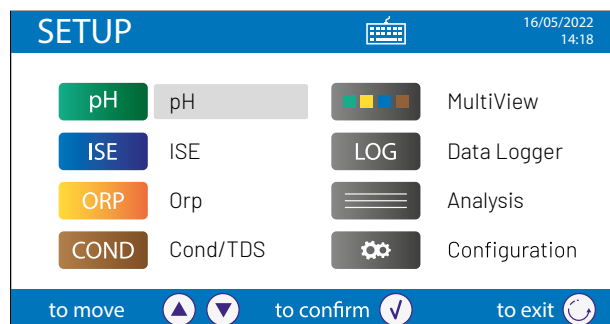 SETUP
16/05/2022
14:18
pH pH MultiView
ISE ISE LOG Data Logger
ORP Orp Analysis
COND Cond/TDS Configuration
to move to confirm to exit